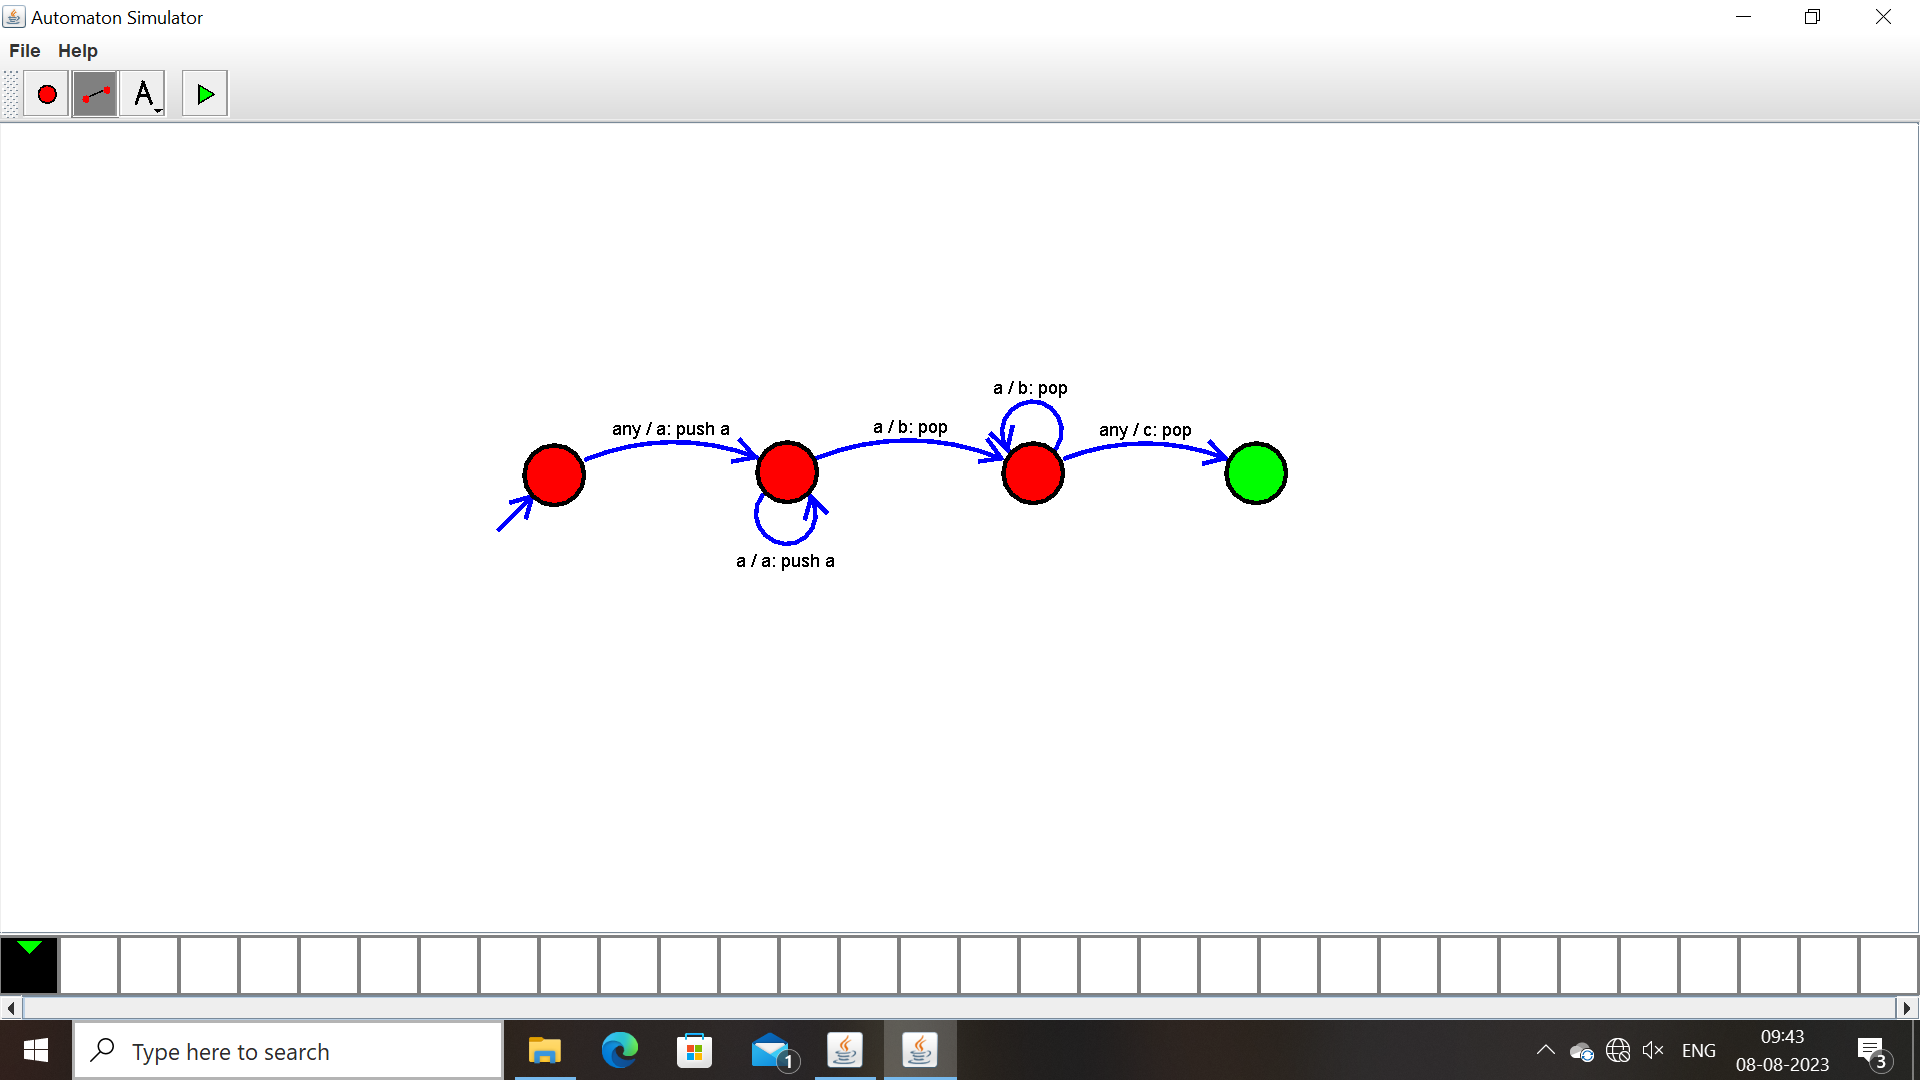 Automaton Simulator
File Help
A
a / b: pop
any / a: push a
a / b: pop
any / c: pop
a / a: push a
Type here to search
1
ENG
09:43
08-08-2023
3